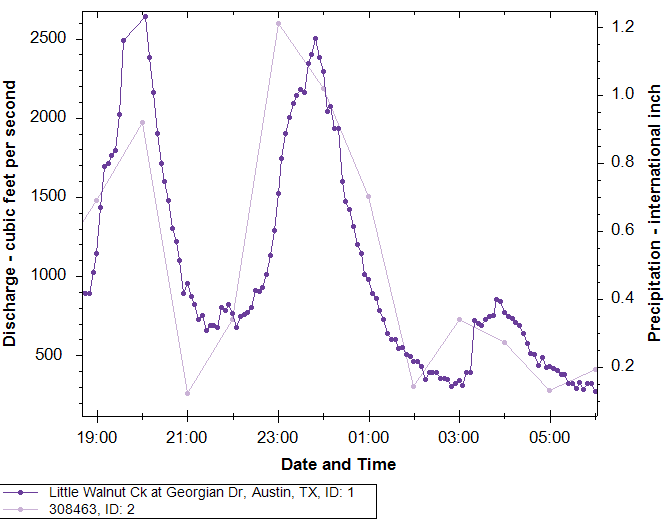 2500
2000
1500
1000
500
Discharge - cubic feet per second
1.2
1.0
0.8
0.6
0.4
0.2
Precipitation - international inch
19:00 21:00 23:00 01:00 03:00 05:00
Date and Time
Little Walnut Ck at Georgian Dr, Austin, TX, ID: 1
308463, ID: 2